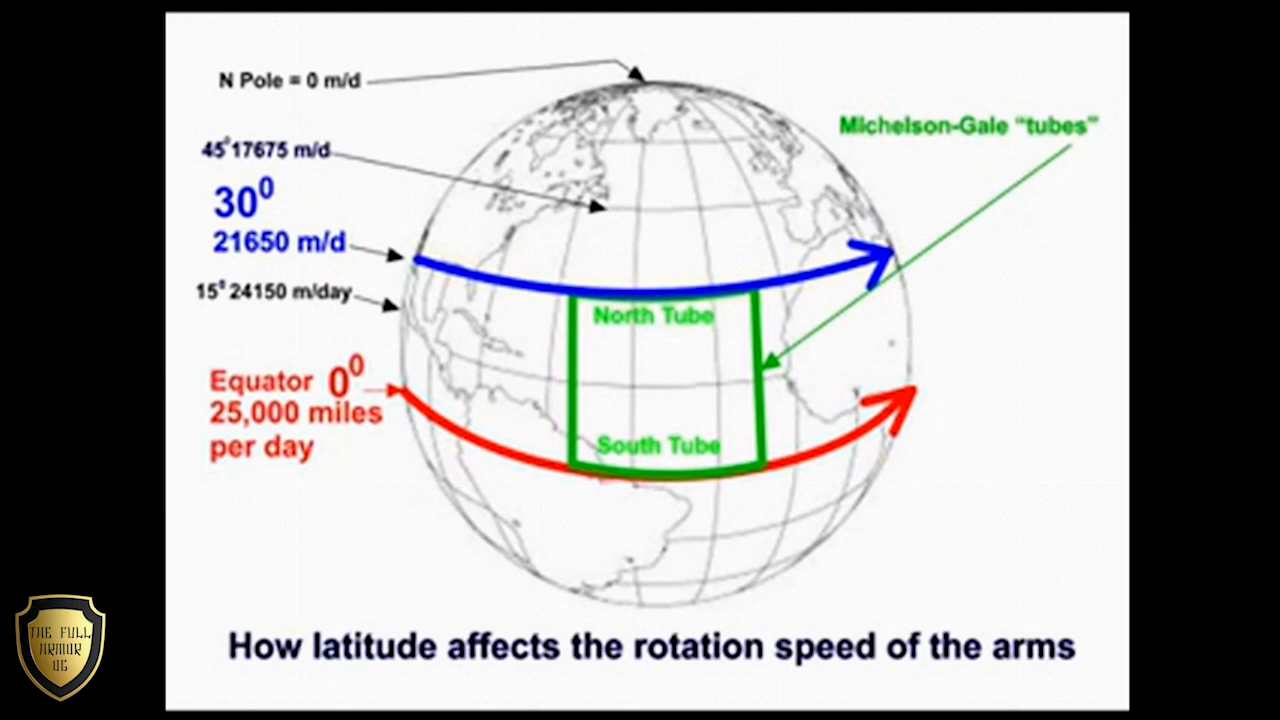 N Pole = 0 m/d
Michelson-Gale "tubes"
45⁰17675 m/d
30⁰
21650 m/d
15⁰ 24150 m/day
North Tube
Equator 0⁰
25,000 miles
per day
South Tube
THE FULL
ARMOR
OG
How latitude affects the rotation speed of the arms